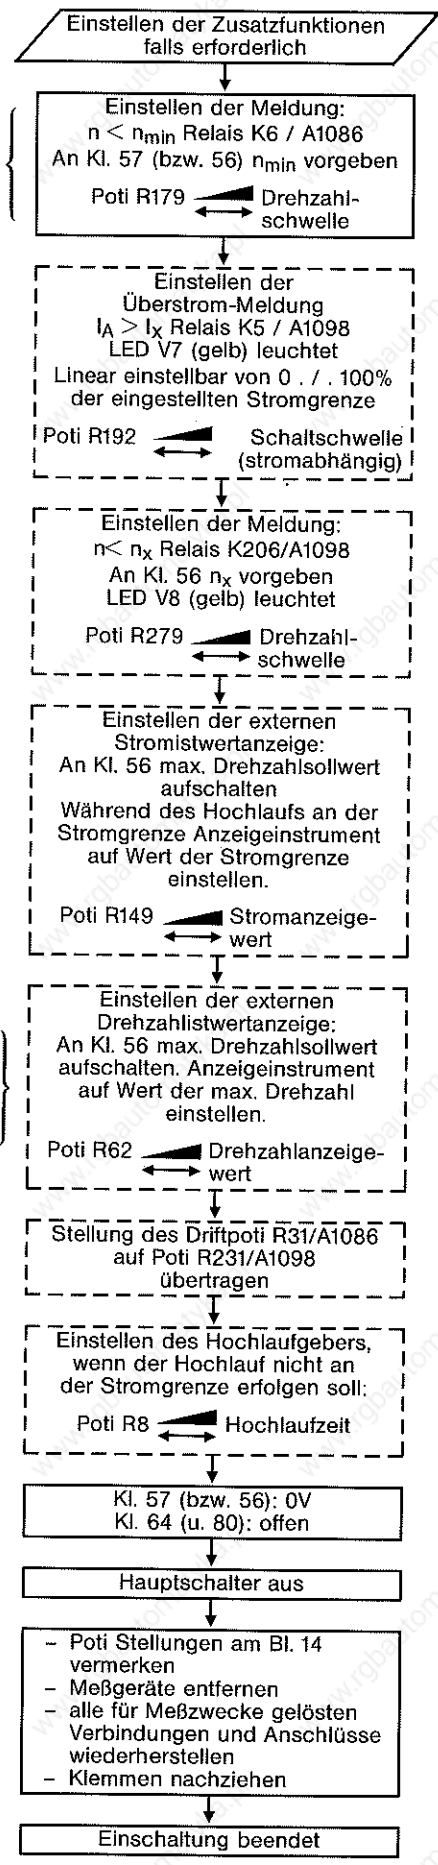 Einstellen der Zusatzfunktionen
falls erforderlich
Einstellen der Meldung:
n < nmin Relais K6 / A1086
An Kl. 57 (bzw. 56) nmin vorgeben
Poti R179 Drehzahl-
schwelle
Einstellen der
Überstrom-Meldung
IA > IX Relais K5 / A1098
LED V7 (gelb) leuchtet
Linear einstellbar von 0 . / . 100%
der eingestellten Stromgrenze
Poti R192 Schaltschwelle
(stromabhängig)
Einstellen der Meldung:
n< nx Relais K206/A1098
An Kl. 56 nx vorgeben
LED V8 (gelb) leuchtet
Poti R279 Drehzahl-
schwelle
Einstellen der externen
Stromistwertanzeige:
An Kl. 56 max. Drehzahlsollwert
aufschalten
Während des Hochlaufs an der
Stromgrenze Anzeigeinstrument
auf Wert der Stromgrenze
einstellen.
Poti R149 Stromanzeige-
wert
Einstellen der externen
Drehzahlistwertanzeige:
An Kl. 56 max. Drehzahlsollwert
aufschalten. Anzeigeinstrument
auf Wert der max. Drehzahl
einstellen.
Poti R62 Drehzahlanzeige-
wert
Stellung des Driftpoti R31/A1086
auf Poti R231/A1098
übertragen
Einstellen des Hochlaufgebers,
wenn der Hochlauf nicht an
der Stromgrenze erfolgen soll:
Poti R8 Hochlaufzeit
Kl. 57 (bzw. 56): 0V
Kl. 64 (u. 80): offen
Hauptschalter aus
– Poti Stellungen am Bl. 14
vermerken
– Meßgeräte entfernen
– alle für Meßzwecke gelösten
Verbindungen und Anschlüsse
wiederherstellen
– Klemmen nachziehen
Einschaltung beendet